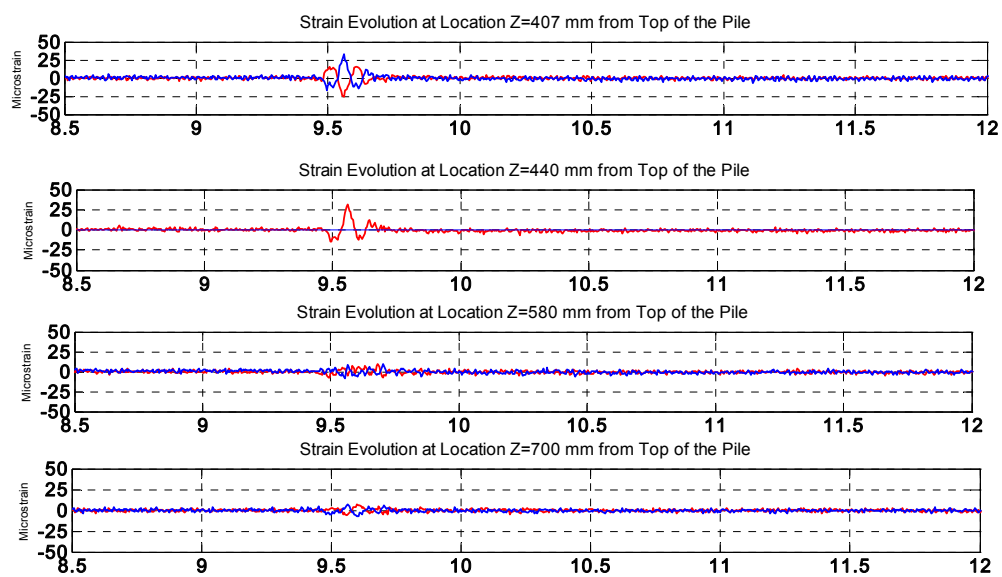 Strain Evolution at Location Z=407 mm from Top of the Pile
Microstrain
50
25
0
-25
-50
8.5 9 9.5 10 10.5 11 11.5 12
Strain Evolution at Location Z=440 mm from Top of the Pile
Microstrain
50
25
0
-25
-50
8.5 9 9.5 10 10.5 11 11.5 12
Strain Evolution at Location Z=580 mm from Top of the Pile
Microstrain
50
25
0
-25
-50
8.5 9 9.5 10 10.5 11 11.5 12
Strain Evolution at Location Z=700 mm from Top of the Pile
Microstrain
50
25
0
-25
-50
8.5 9 9.5 10 10.5 11 11.5 12